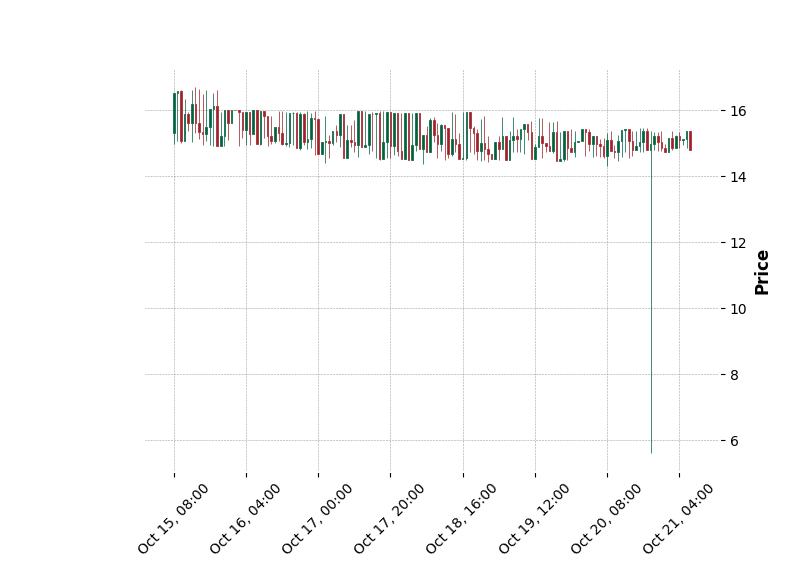 16
14
12
10
8
6
Price
Oct 15, 08:00
Oct 16, 04:00
Oct 17, 00:00
Oct 17, 20:00
Oct 18, 16:00
Oct 19, 12:00
Oct 20, 08:00
Oct 21, 04:00